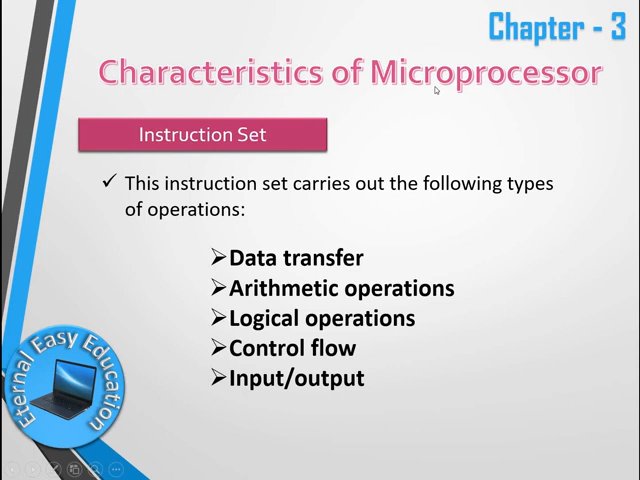 Chapter - 3
Characteristics of Microprocessor
Instruction Set
✓ This instruction set carries out the following types
of operations:
➢Data transfer
➢Arithmetic operations
➢Logical operations
➢Control flow
➢Input/output
Eternal Easy Education